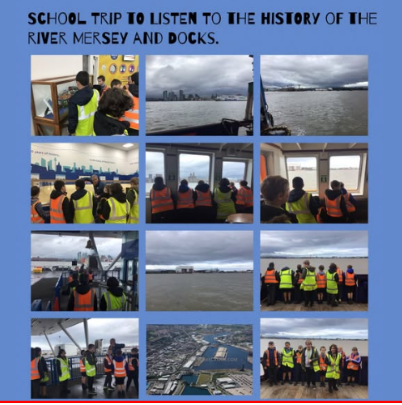 SCHOOL TRIP TO LISTEN TO THE HISTORY OF THE
RIVER MERSEY AND DOCKS.